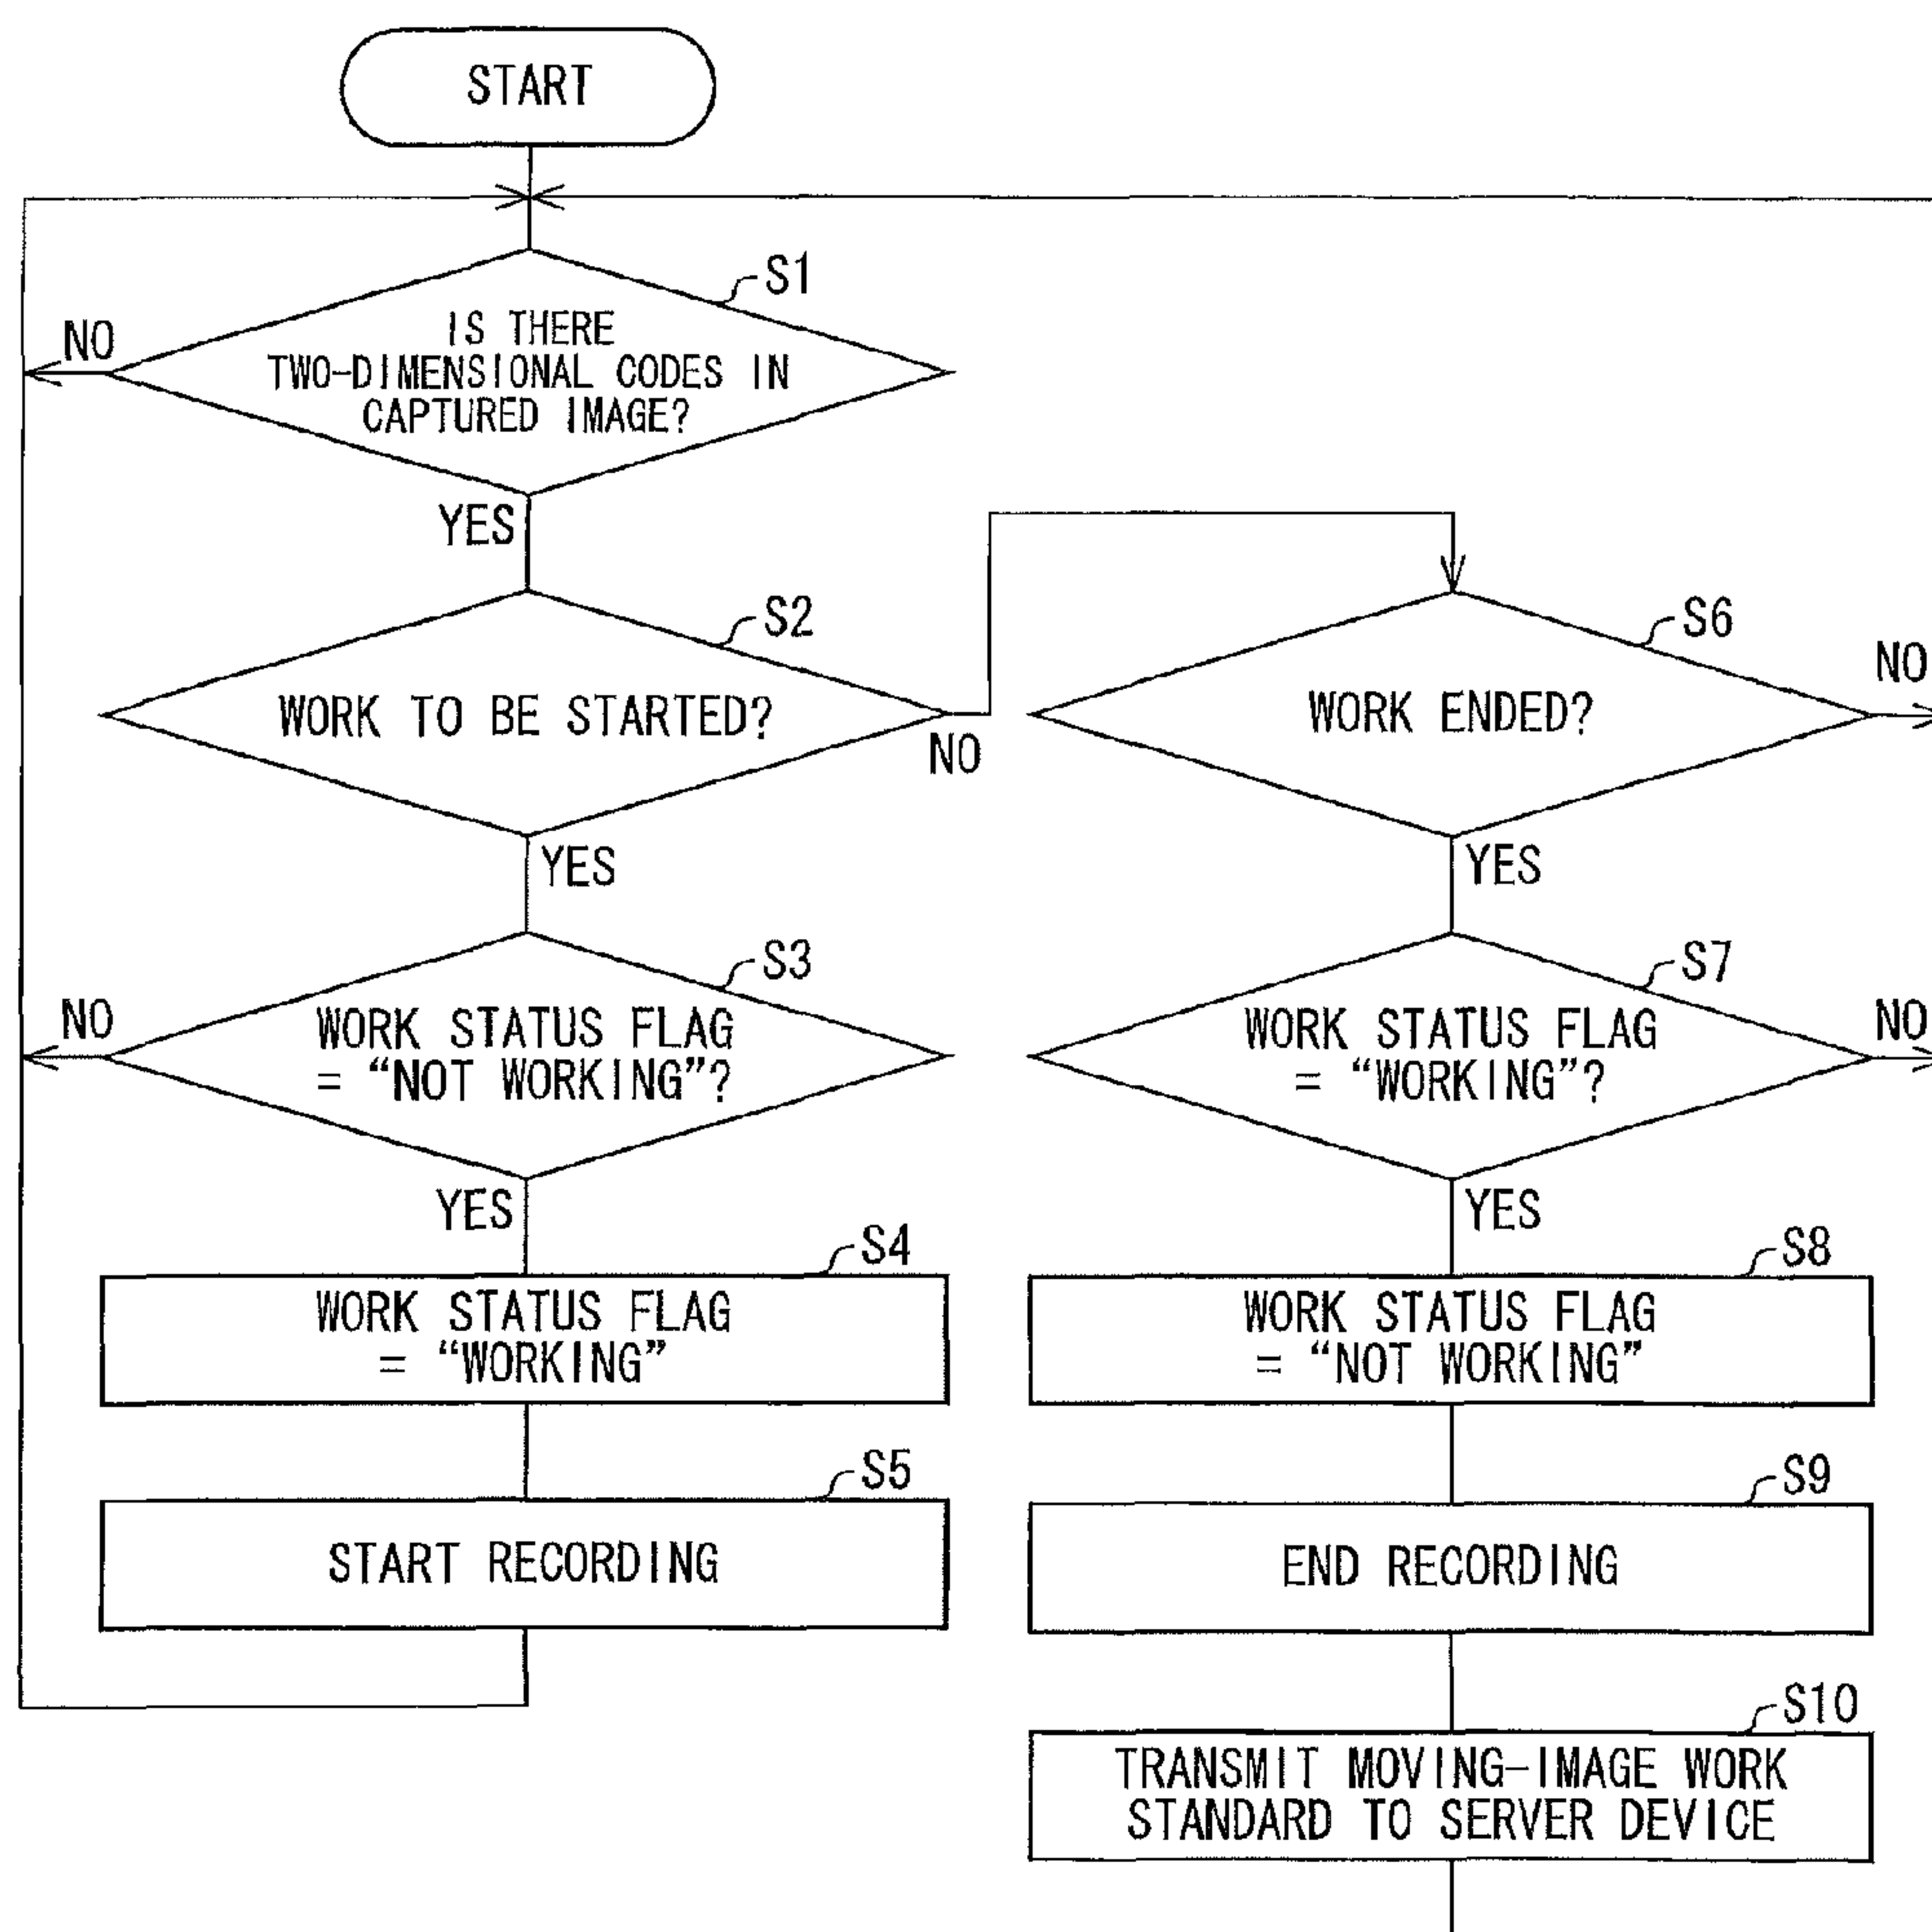 START
S1
IS THERE
TWO-DIMENSIONAL CODES IN
CAPTURED IMAGE?
NO
YES
S2
WORK TO BE STARTED?
NO
YES
S3
WORK STATUS FLAG
= “NOT WORKING”?
NO
YES
S4
WORK STATUS FLAG
= “WORKING”
S5
START RECORDING
S6
WORK ENDED?
NO
YES
S7
WORK STATUS FLAG
= “WORKING”?
NO
YES
S8
WORK STATUS FLAG
= “NOT WORKING”
S9
END RECORDING
S10
TRANSMIT MOVING-IMAGE WORK
STANDARD TO SERVER DEVICE